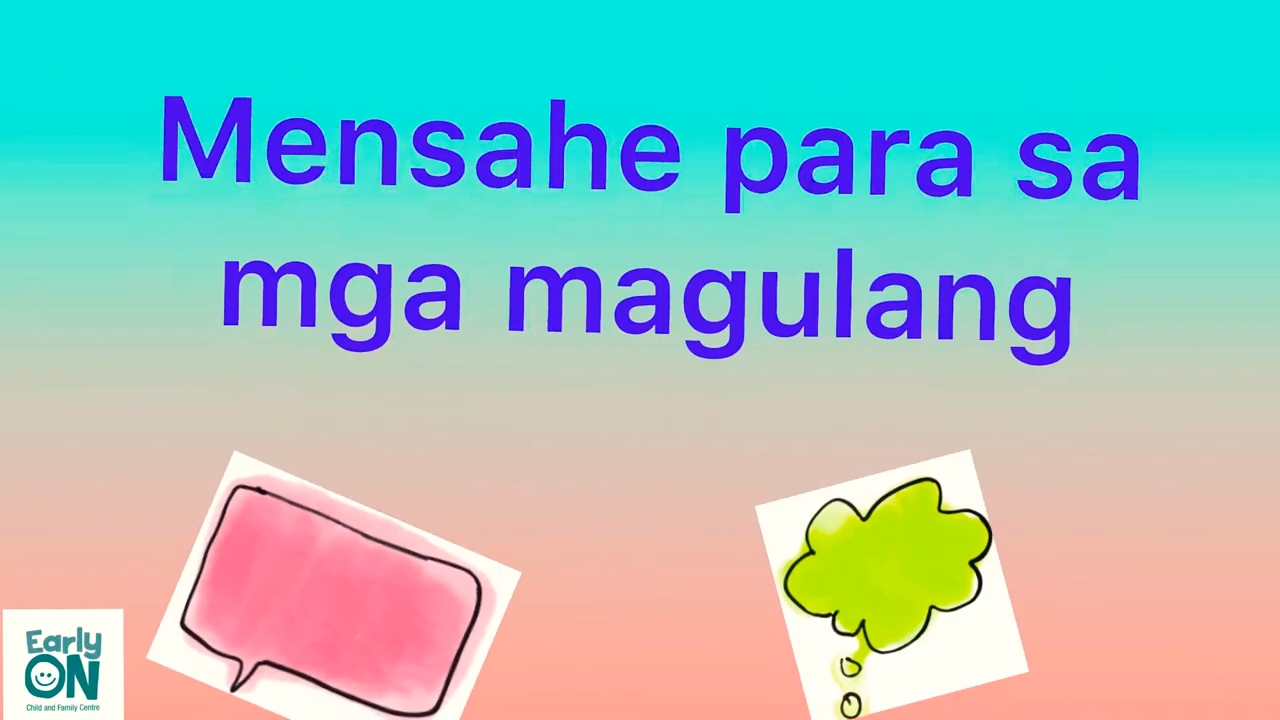 Mensahe para sa
mga magulang
Early
ON
Child and Family Centre